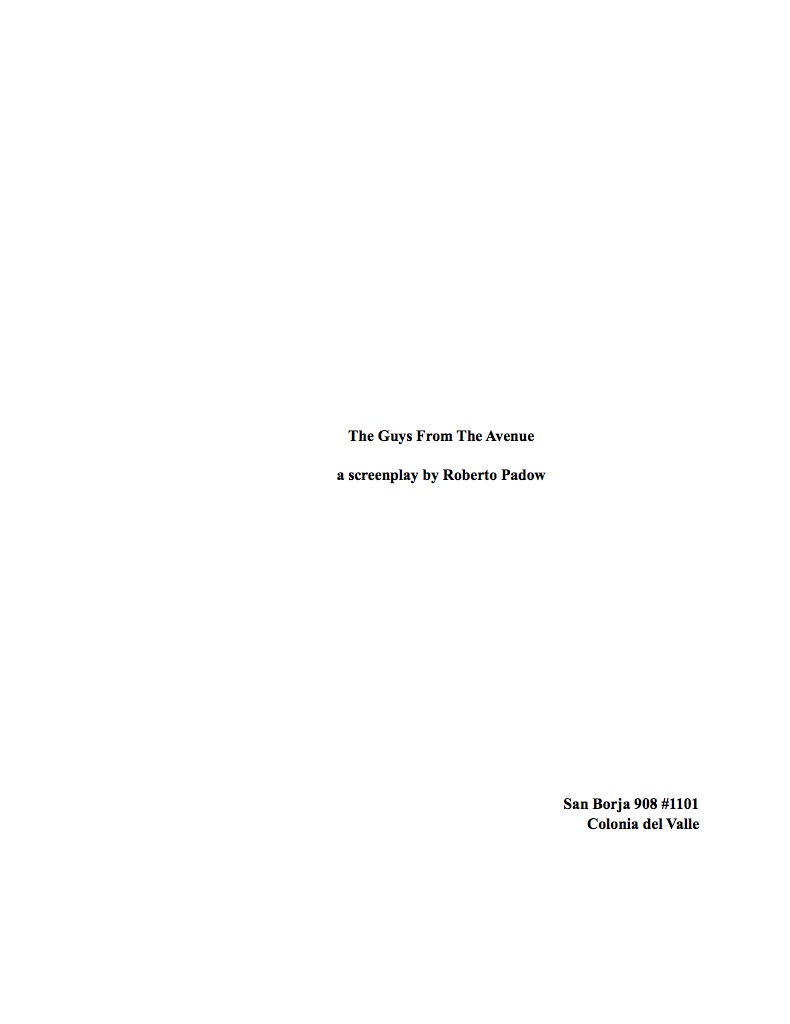 The Guys From The Avenue
a screenplay by Roberto Padow
San Borja 908 #1101
Colonia del Valle